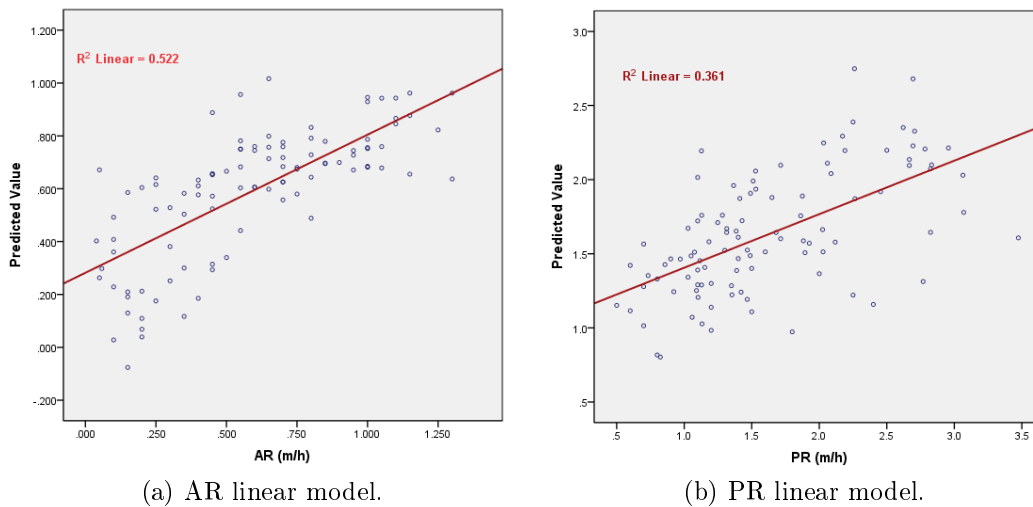 1.200
1.000
.800
.600
.400
.200
.000
-.200
Predicted Value
R² Linear = 0.522
.000 .250 .500 .750 1.000 1.250
AR (m/h)
(a) AR linear model.
3.0
2.5
2.0
1.5
1.0
.5
Predicted Value
R² Linear = 0.361
.5 1.0 1.5 2.0 2.5 3.0 3.5
PR (m/h)
(b) PR linear model.